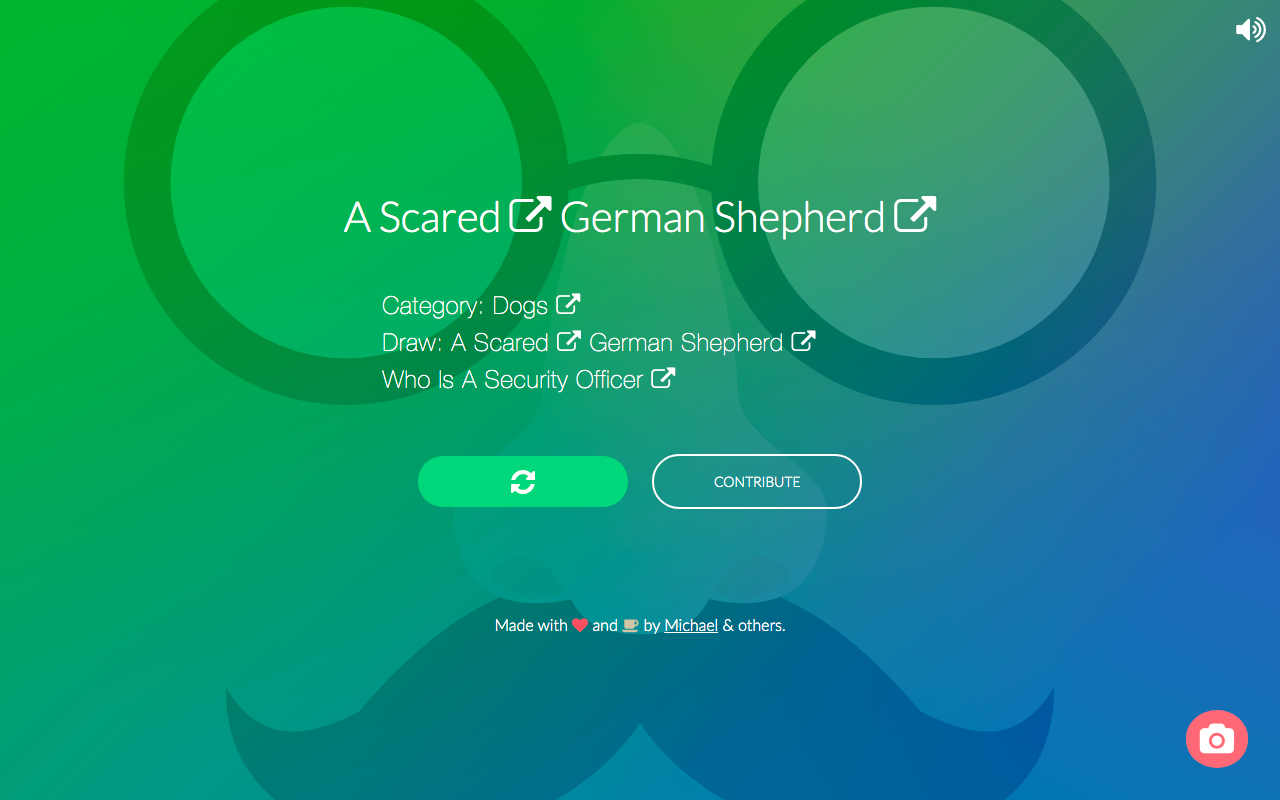 A Scared German Shepherd
Category: Dogs
Draw: A Scared German Shepherd
Who Is A Security Officer
CONTRIBUTE
Made with and by Michael & others.